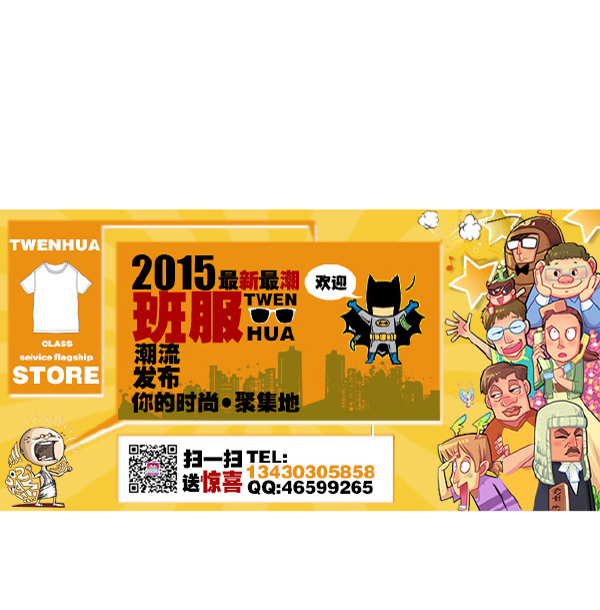 TWENHUA
CLASS
seivice flagship
STORE
2015最新最潮
班服
TWEN
HUA
潮流
发布
你的时尚•聚集地
欢迎
扫一扫
送惊喜
TEL:
13430305858
QQ:46599265